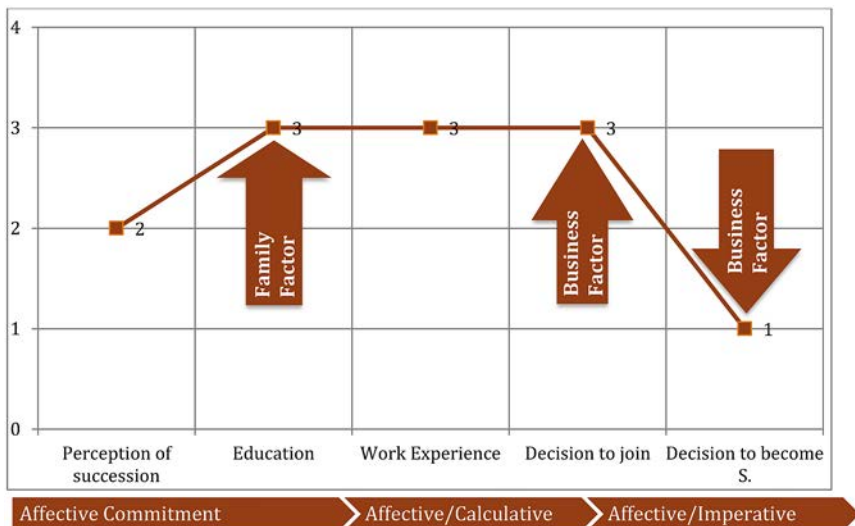 4
3
2
1
0
2
3
3
3
1
Family
Factor
Business
Factor
Business
Factor
Perception of
succession
Education
Work Experience
Decision to join
Decision to become
S.
Affective Commitment
Affective/Calculative
Affective/Imperative